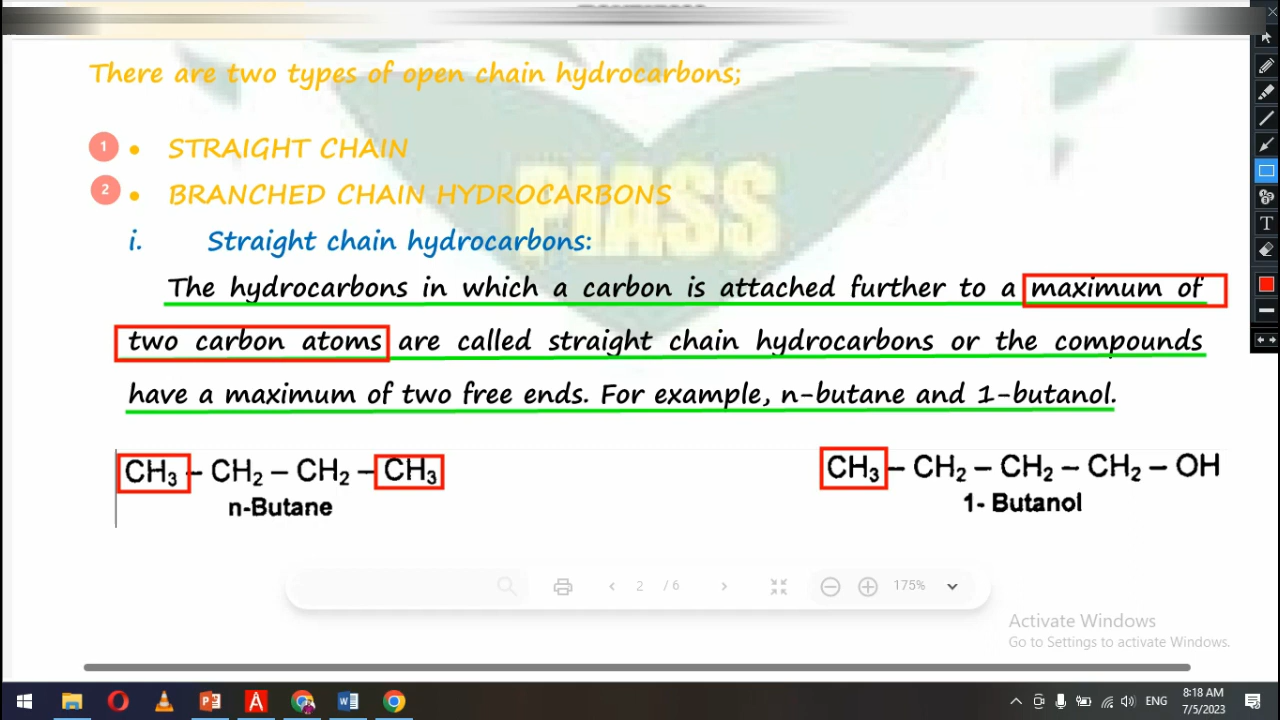 There are two types of open chain hydrocarbons;
1 • STRAIGHT CHAIN
2 • BRANCHED CHAIN HYDROCARBONS
PIASS
i. Straight chain hydrocarbons:
The hydrocarbons in which a carbon is attached further to a maximum of
two carbon atoms are called straight chain hydrocarbons or the compounds
have a maximum of two free ends. For example, n-butane and 1-butanol.
CH₃ – CH₂ – CH₂ – CH₃
n-Butane
CH₃ – CH₂ – CH₂ – CH₂ – OH
1- Butanol
2 / 6
175%
Activate Windows
Go to Settings to activate Windows.
ENG
8:18 AM
7/5/2023